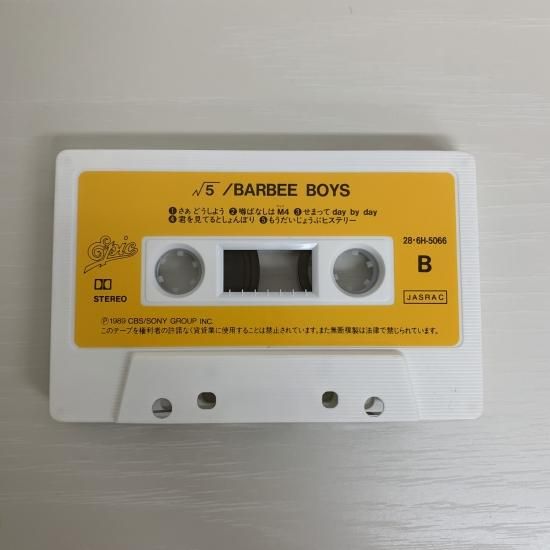 √5 /BARBEE BOYS
❶さぁ どうしよう ❷噂ばなしは M4 ❸せまって day by day
❹君を見てるとしょんぼり ❺もうだいじょうぶヒステリー
Epic
28・6H-5066
B
STEREO
JASRAC
Ⓟ1989 CBS/SONY GROUP INC.
このテープを権利者の許諾なく賃貸業に使用することは禁止されています。また無断複製は法律で禁じられています。